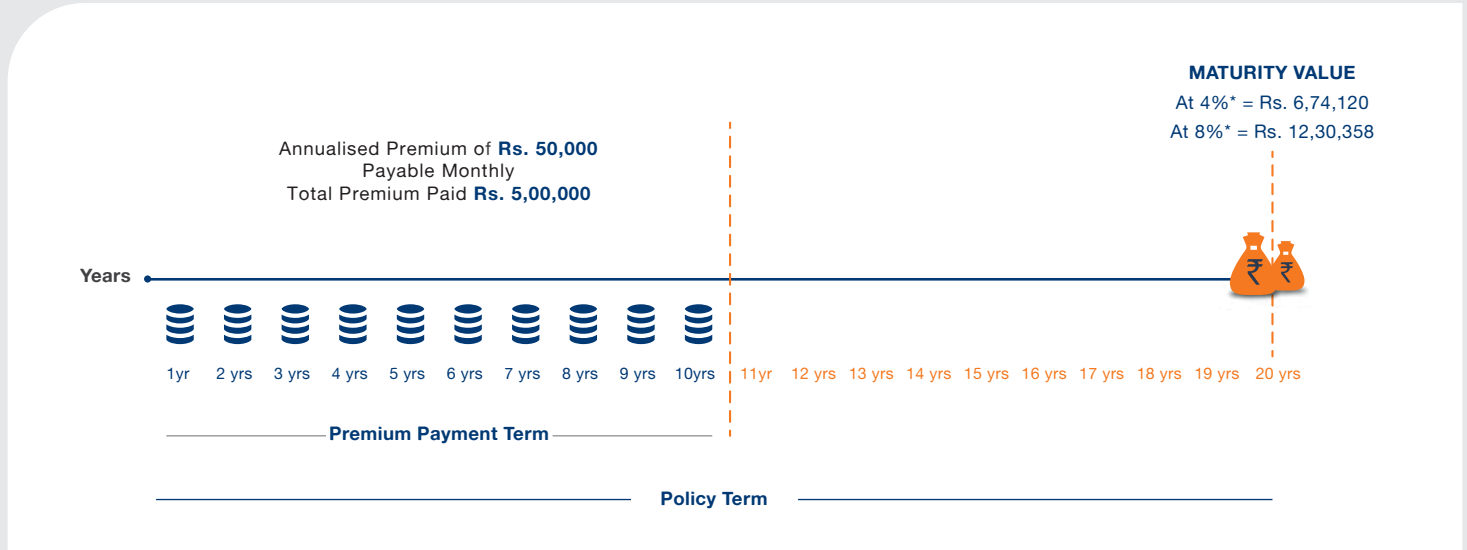 MATURITY VALUE
At 4%* = Rs. 6,74,120
At 8%* = Rs. 12,30,358
Annualised Premium of Rs. 50,000
Payable Monthly
Total Premium Paid Rs. 5,00,000
Years
₹ ₹
1yr 2 yrs 3 yrs 4 yrs 5 yrs 6 yrs 7 yrs 8 yrs 9 yrs 10yrs 11yr 12 yrs 13 yrs 14 yrs 15 yrs 16 yrs 17 yrs 18 yrs 19 yrs 20 yrs
Premium Payment Term
Policy Term